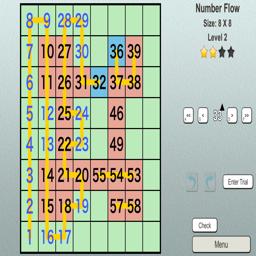 Number Flow
Size: 8 X 8
Level 2
8 9 28 29
7 10 27 30 36 39
6 11 26 31 32 37 38
5 12 25 24 46
4 13 22 23 49
3 14 21 20 55 54 53
2 15 18 19 57 58
1 16 17
<< < 33 > >>
Enter Trial
Check
Menu